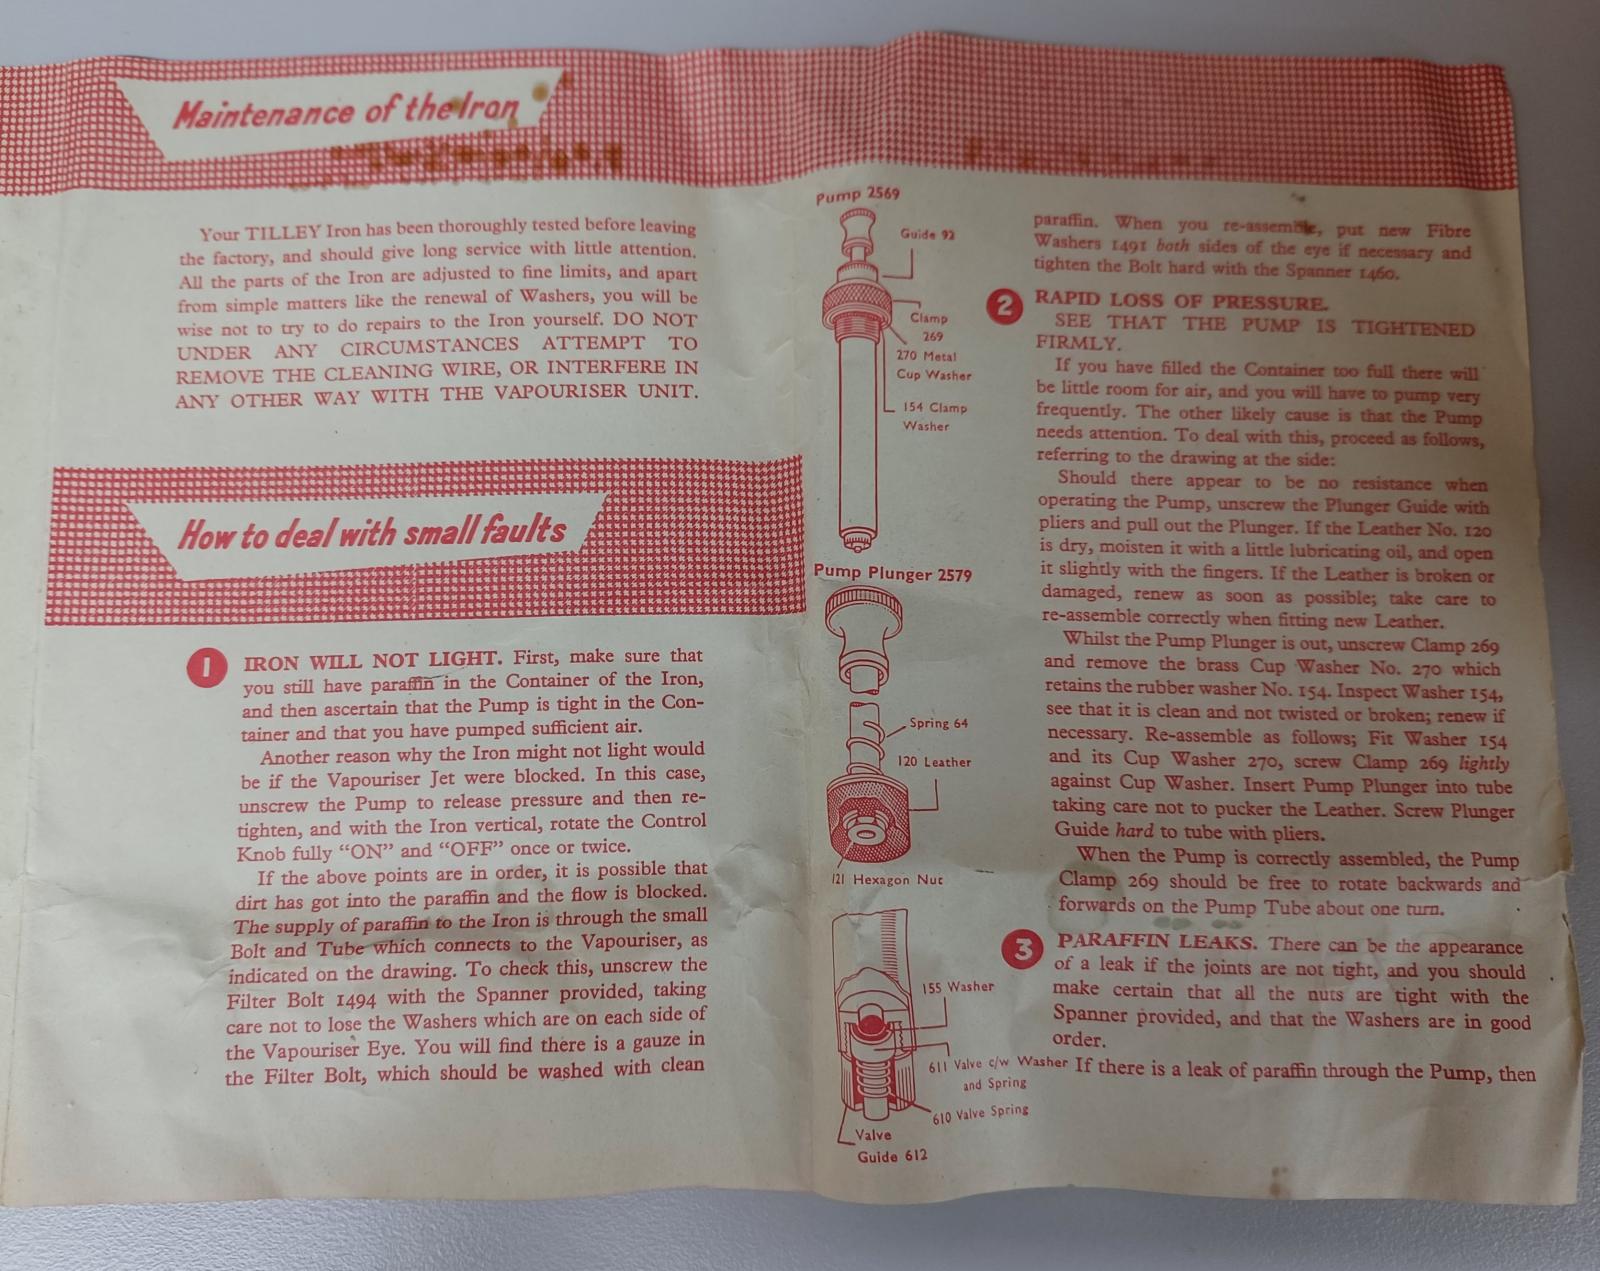 Maintenance of the Iron
Your TILLEY Iron has been thoroughly tested before leaving
the factory, and should give long service with little attention.
All the parts of the Iron are adjusted to fine limits, and apart
from simple matters like the renewal of Washers, you will be
wise not to try to do repairs to the Iron yourself. DO NOT
UNDER ANY CIRCUMSTANCES ATTEMPT TO
REMOVE THE CLEANING WIRE, OR INTERFERE IN
ANY OTHER WAY WITH THE VAPOURISER UNIT.
How to deal with small faults
1 IRON WILL NOT LIGHT. First, make sure that
you still have paraffin in the Container of the Iron,
and then ascertain that the Pump is tight in the Con-
tainer and that you have pumped sufficient air.
Another reason why the Iron might not light would
be if the Vapouriser Jet were blocked. In this case,
unscrew the Pump to release pressure and then re-
tighten, and with the Iron vertical, rotate the Control
Knob fully "ON" and "OFF" once or twice.
If the above points are in order, it is possible that
dirt has got into the paraffin and the flow is blocked.
The supply of paraffin to the Iron is through the small
Bolt and Tube which connects to the Vapouriser, as
indicated on the drawing. To check this, unscrew the
Filter Bolt 1494 with the Spanner provided, taking
care not to lose the Washers which are on each side of
the Vapouriser Eye. You will find there is a gauze in
the Filter Bolt, which should be washed with clean
Pump 2569
Guide 92
Clamp
269
270 Metal
Cup Washer
154 Clamp
Washer
Pump Plunger 2579
Spring 64
120 Leather
121 Hexagon Nut
155 Washer
611 Valve c/w Washer
and Spring
610 Valve Spring
Valve
Guide 612
paraffin. When you re-assemble, put new Fibre
Washers 1491 both sides of the eye if necessary and
tighten the Bolt hard with the Spanner 1460.
2 RAPID LOSS OF PRESSURE.
SEE THAT THE PUMP IS TIGHTENED
FIRMLY.
If you have filled the Container too full there will
be little room for air, and you will have to pump very
frequently. The other likely cause is that the Pump
needs attention. To deal with this, proceed as follows,
referring to the drawing at the side:
Should there appear to be no resistance when
operating the Pump, unscrew the Plunger Guide with
pliers and pull out the Plunger. If the Leather No. 120
is dry, moisten it with a little lubricating oil, and open
it slightly with the fingers. If the Leather is broken or
damaged, renew as soon as possible; take care to
re-assemble correctly when fitting new Leather.
Whilst the Pump Plunger is out, unscrew Clamp 269
and remove the brass Cup Washer No. 270 which
retains the rubber washer No. 154. Inspect Washer 154,
see that it is clean and not twisted or broken; renew if
necessary. Re-assemble as follows; Fit Washer 154
and its Cup Washer 270, screw Clamp 269 lightly
against Cup Washer. Insert Pump Plunger into tube
taking care not to pucker the Leather. Screw Plunger
Guide hard to tube with pliers.
When the Pump is correctly assembled, the Pump
Clamp 269 should be free to rotate backwards and
forwards on the Pump Tube about one turn.
3 PARAFFIN LEAKS. There can be the appearance
of a leak if the joints are not tight, and you should
make certain that all the nuts are tight with the
Spanner provided, and that the Washers are in good
order.
If there is a leak of paraffin through the Pump, then